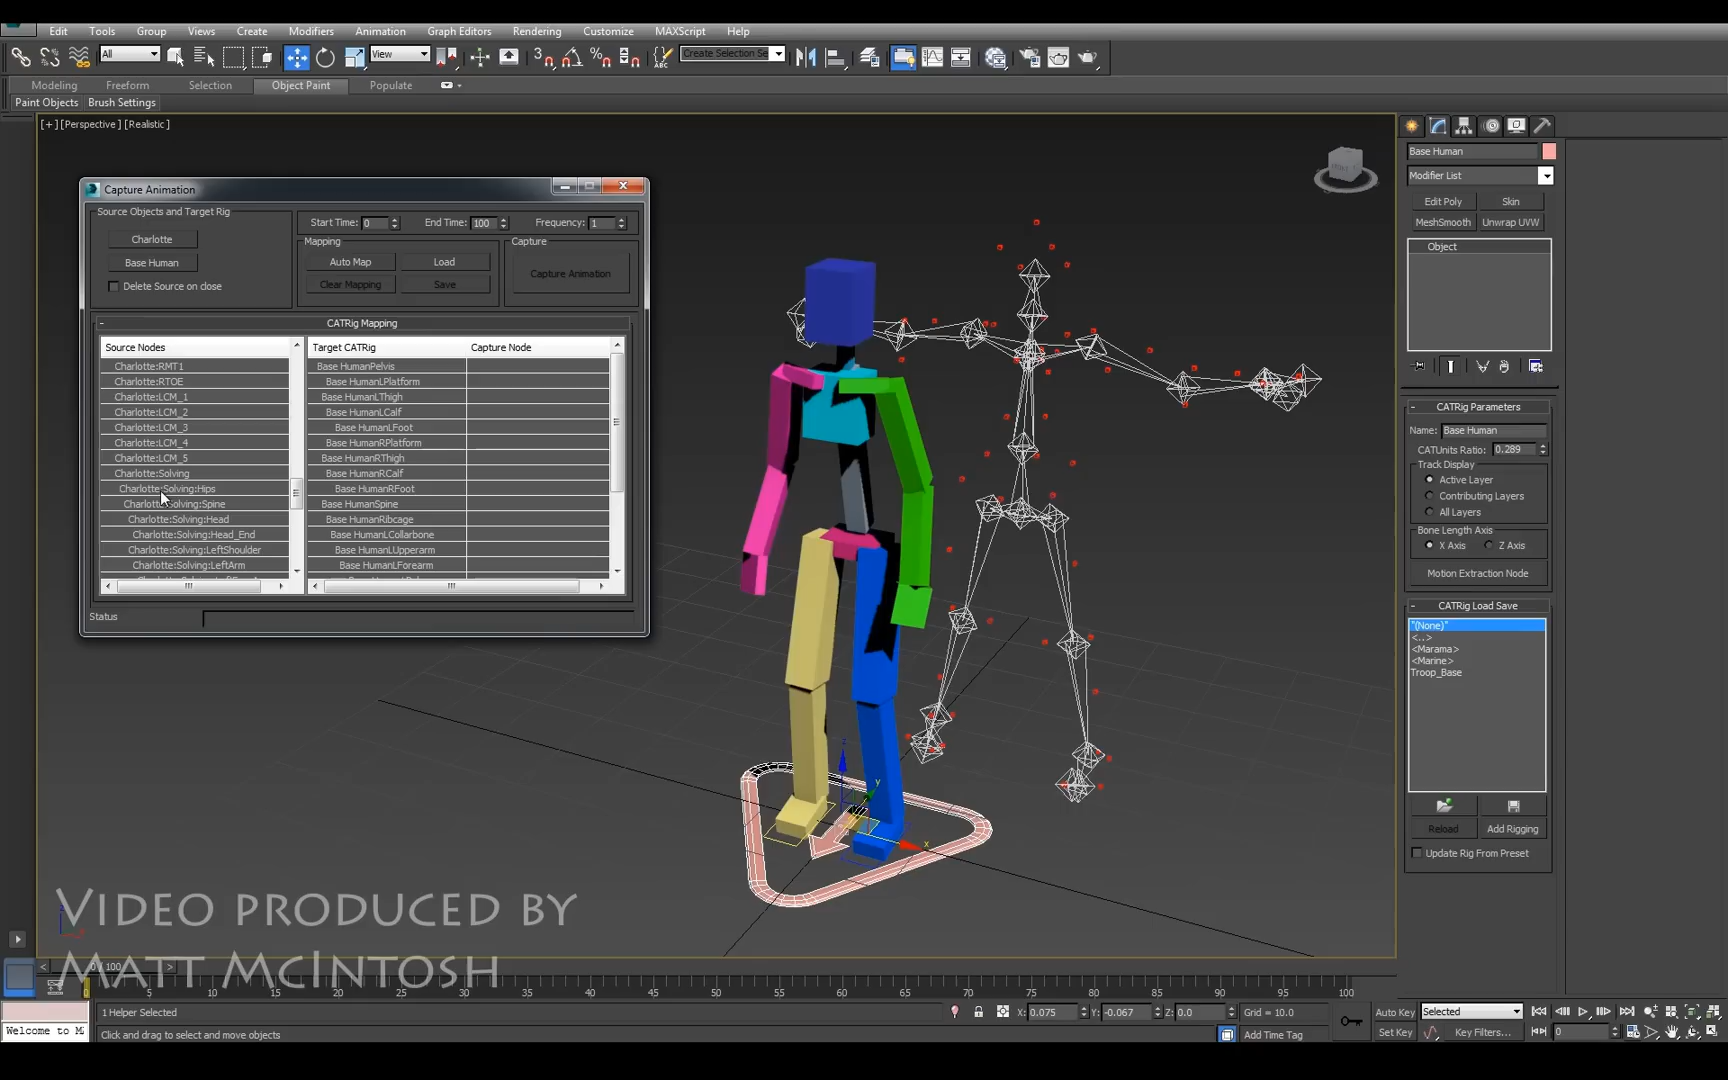 Edit Tools Group Views Create Modifiers Animation Graph Editors Rendering Customize MAXScript Help
All View Create Selection Se
Modeling Freeform Selection Object Paint Populate
Paint Objects Brush Settings
[+] [Perspective] [Realistic]
Capture Animation
Source Objects and Target Rig
Charlotte
Base Human
Delete Source on close
Start Time: 0 End Time: 100 Frequency: 1
Mapping
Auto Map Load
Clear Mapping Save
Capture
Capture Animation
CATRig Mapping
Source Nodes
Charlotte:RMT1
Charlotte:RTOE
Charlotte:LCM_1
Charlotte:LCM_2
Charlotte:LCM_3
Charlotte:LCM_4
Charlotte:LCM_5
Charlotte:Solving
Charlotte:Solving:Hips
Charlotte:Solving:Spine
Charlotte:Solving:Head
Charlotte:Solving:Head_End
Charlotte:Solving:LeftShoulder
Charlotte:Solving:LeftArm
Target CATRig Capture Node
Base HumanPelvis
Base HumanLPlatform
Base HumanLThigh
Base HumanLCalf
Base HumanLFoot
Base HumanRPlatform
Base HumanRThigh
Base HumanRCalf
Base HumanRFoot
Base HumanSpine
Base HumanRibcage
Base HumanLCollarbone
Base HumanLUpperarm
Base HumanLForearm
Status
z
y
x
Base Human
Modifier List
Edit Poly Skin
MeshSmooth Unwrap UVW
Object
CATRig Parameters
Name: Base Human
CATUnits Ratio: 0.289
Track Display
Active Layer
Contributing Layers
All Layers
Bone Length Axis
X Axis Z Axis
Motion Extraction Node
CATRig Load Save
"(None)"
<..>
<Marama>
<Marine>
Troop_Base
Reload Add Rigging
Update Rig From Preset
Video produced by
Matt McIntosh
0 / 100
5 10 15 20 25 30 35 40 45 50 55 60 65 70 75 80 85 90 95 100
Welcome to M
1 Helper Selected
Click and drag to select and move objects
X: 0.075 Y: -0.067 Z: 0.0 Grid = 10.0
Add Time Tag
Auto Key Selected
Set Key Key Filters... 0